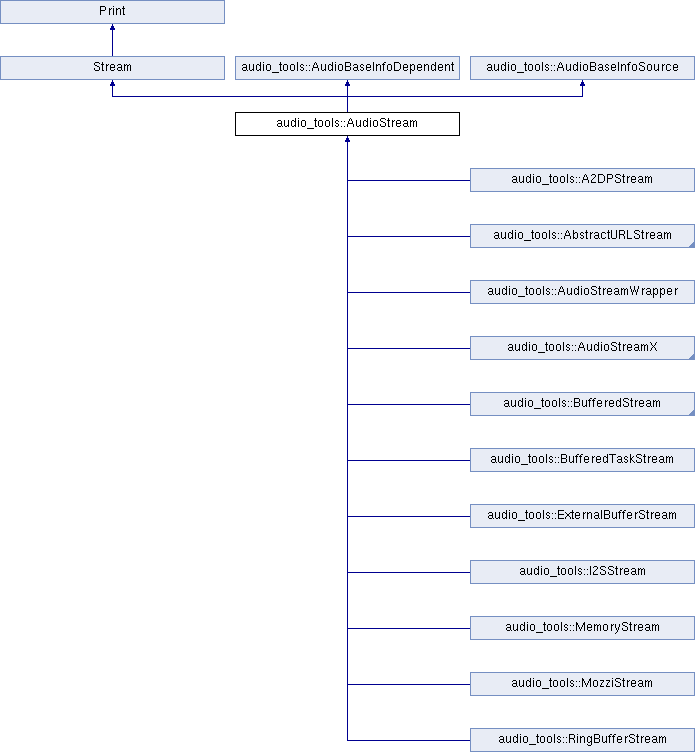 Print
Stream
audio_tools::AudioBaseInfoDependent
audio_tools::AudioBaseInfoSource
audio_tools::AudioStream
audio_tools::A2DPStream
audio_tools::AbstractURLStream
audio_tools::AudioStreamWrapper
audio_tools::AudioStreamX
audio_tools::BufferedStream
audio_tools::BufferedTaskStream
audio_tools::ExternalBufferStream
audio_tools::I2SStream
audio_tools::MemoryStream
audio_tools::MozziStream
audio_tools::RingBufferStream